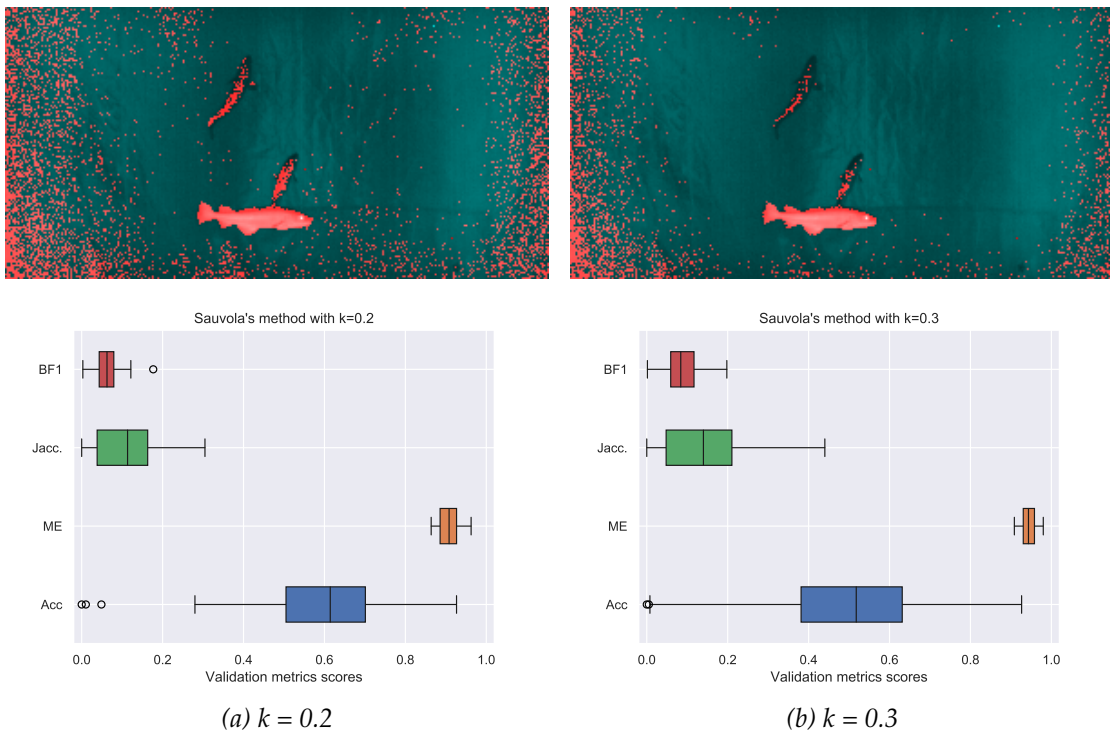 Sauvola's method with k=0.2
BF1
Jacc.
ME
Acc
0.0 0.2 0.4 0.6 0.8 1.0
Validation metrics scores
(a) k = 0.2
Sauvola's method with k=0.3
BF1
Jacc.
ME
Acc
0.0 0.2 0.4 0.6 0.8 1.0
Validation metrics scores
(b) k = 0.3